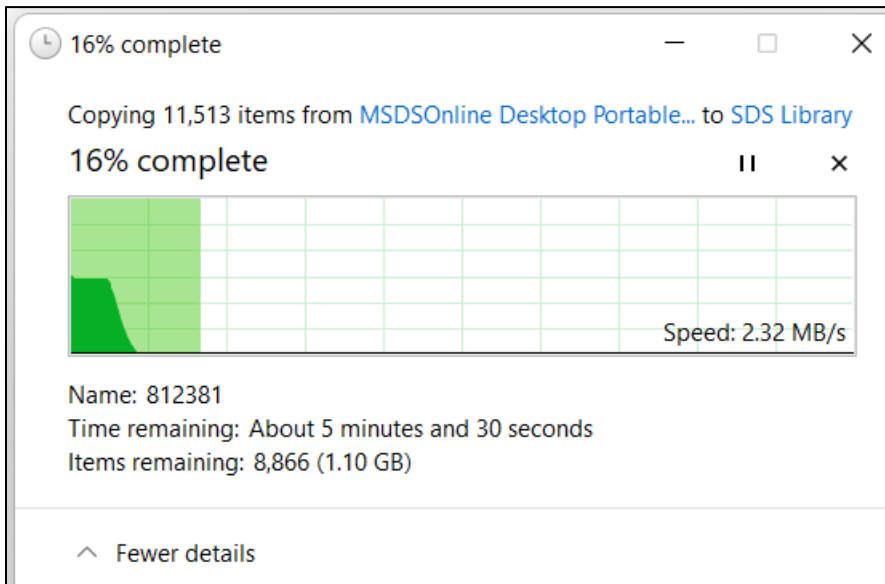 16% complete
Copying 11,513 items from MSDSOnline Desktop Portable... to SDS Library
16% complete
Speed: 2.32 MB/s
Name: 812381
Time remaining: About 5 minutes and 30 seconds
Items remaining: 8,866 (1.10 GB)
Fewer details